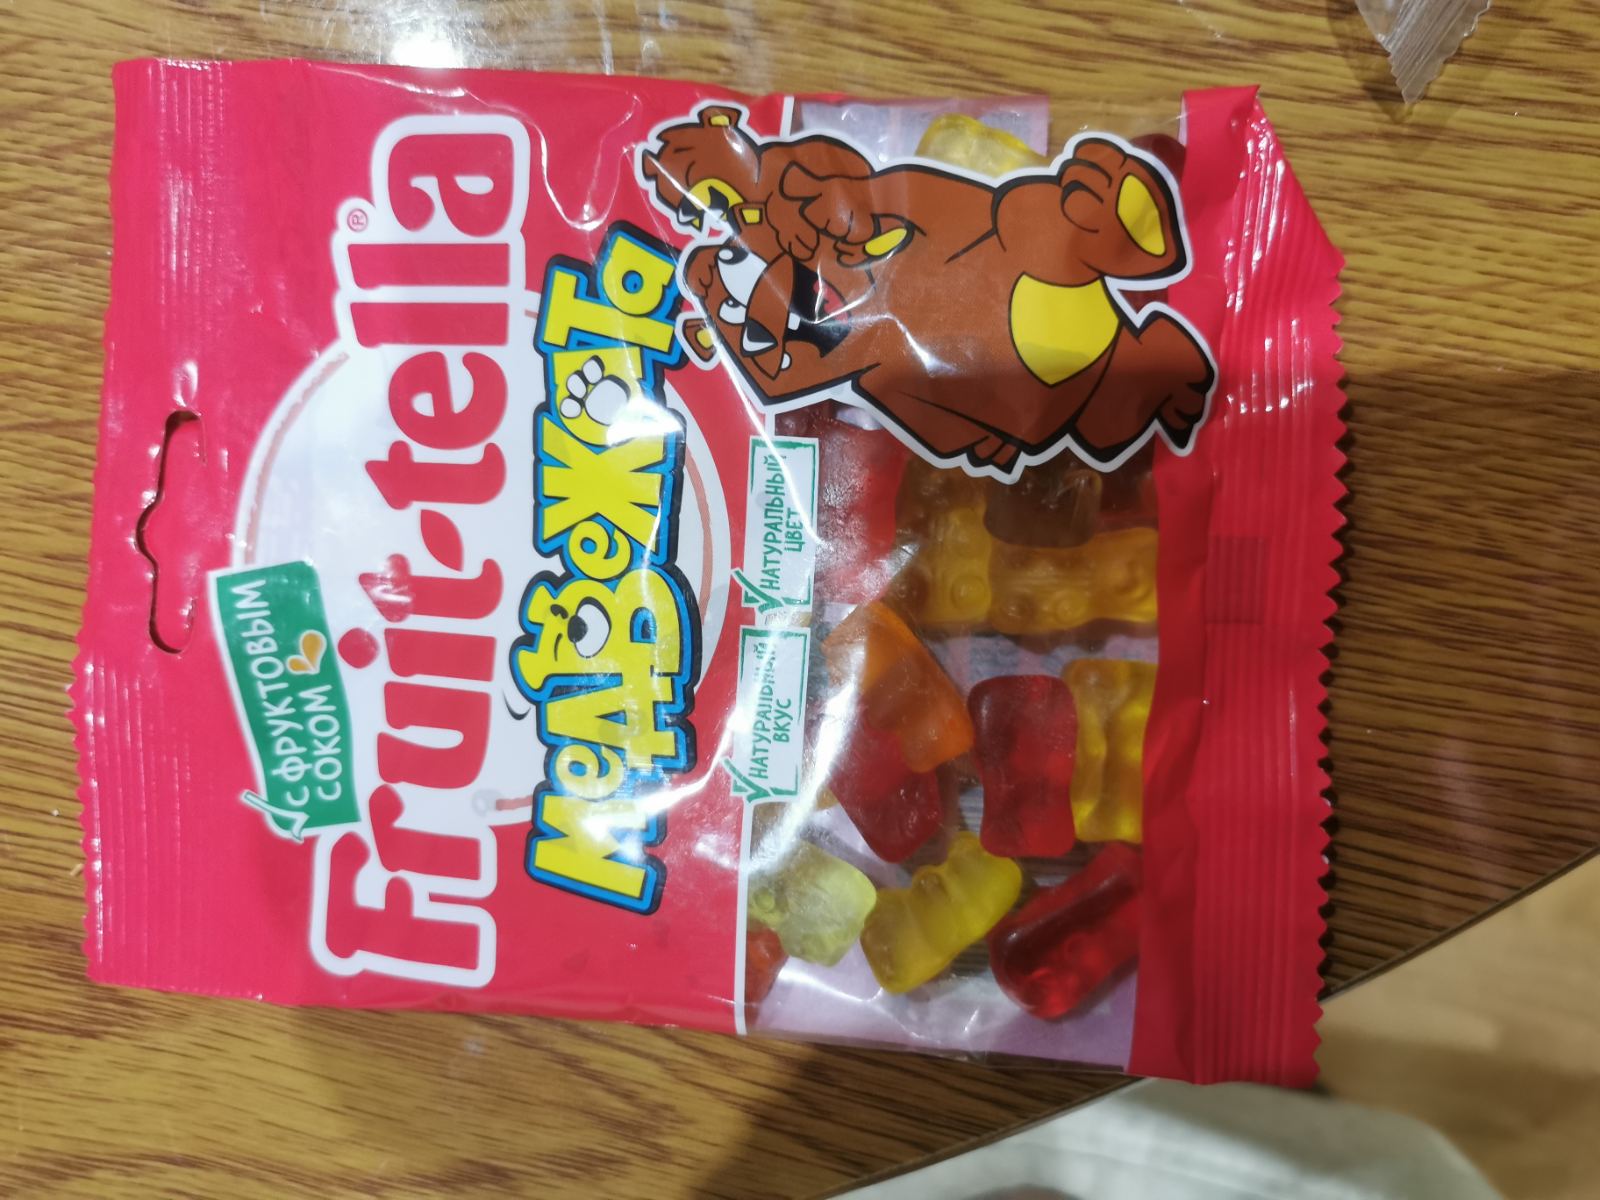 С ФРУКТОВЫМ
СОКОМ
Fruit-tella®
МеДВеЖаТа
НАТУРАЛЬНЫЙ
ВКУС
НАТУРАЛЬНЫЙ
ЦВЕТ